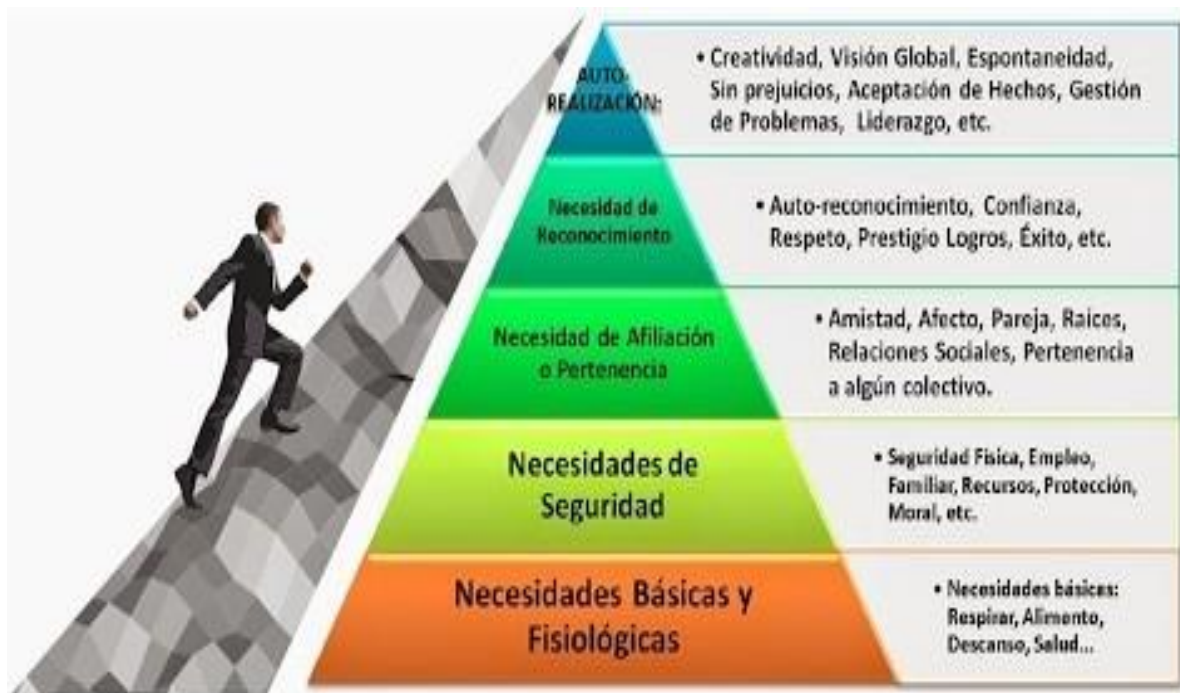 AUTO-
REALIZACIÓN:
• Creatividad, Visión Global, Espontaneidad,
Sin prejuicios, Aceptación de Hechos, Gestión
de Problemas, Liderazgo, etc.
Necesidad de
Reconocimiento
• Auto-reconocimiento, Confianza,
Respeto, Prestigio Logros, Éxito, etc.
Necesidad de Afiliación
o Pertenencia
• Amistad, Afecto, Pareja, Raices,
Relaciones Sociales, Pertenencia
a algún colectivo.
Necesidades de
Seguridad
• Seguridad Física, Empleo,
Familiar, Recursos, Protección,
Moral, etc.
Necesidades Básicas y
Fisiológicas
• Necesidades básicas:
Respirar, Alimento,
Descanso, Salud...